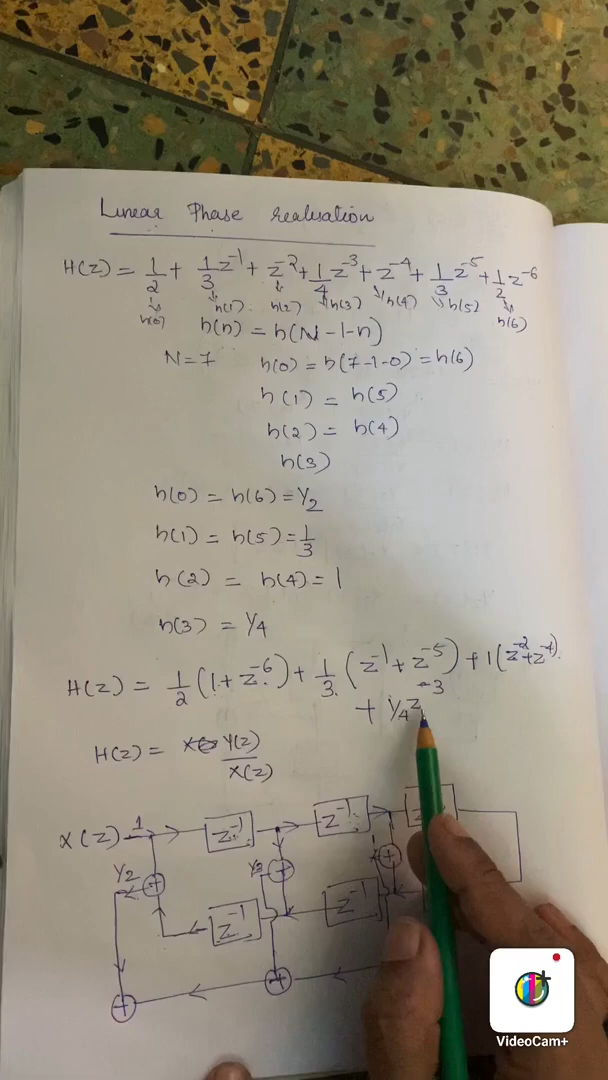 Linear Phase realisation
H(z) = 1/2 + 1/3 z⁻¹ + z⁻² + 1/4 z⁻³ + z⁻⁴ + 1/3 z⁻⁵ + 1/2 z⁻⁶
h(0) h(1) h(2) h(3) h(4) h(5) h(6)
h(n) = h(N-1-n)
N=7 h(0) = h(7-1-0) = h(6)
h(1) = h(5)
h(2) = h(4)
h(3)
h(0) = h(6) = 1/2
h(1) = h(5) = 1/3
h(2) = h(4) = 1
h(3) = 1/4
H(z) = 1/2 (1+z⁻⁶) + 1/3 (z⁻¹ + z⁻⁵) + 1(z⁻²+z⁻⁴)
+ 1/4 z⁻³
H(z) = Y(z)/X(z)
X(z) 1 z⁻¹ z⁻¹
1/2 + 1/3 + 1 +
z⁻¹ z⁻¹
+ +
VideoCam+